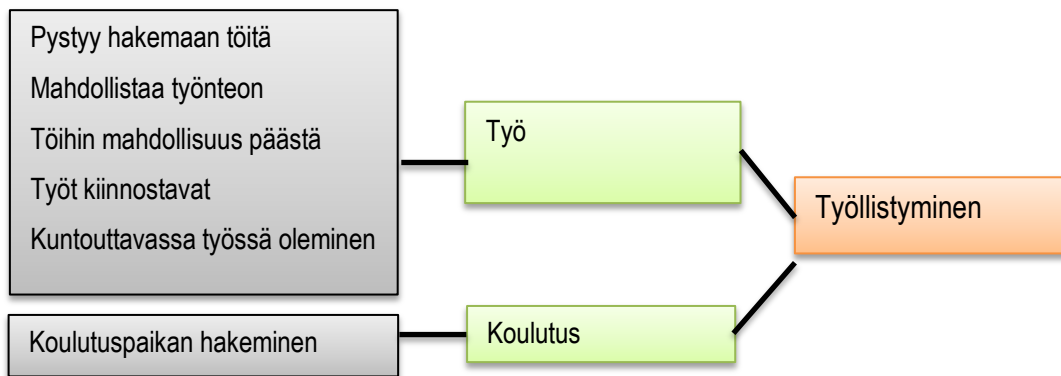 Pystyy hakemaan töitä
Mahdollistaa työnteon
Töihin mahdollisuus päästä
Työt kiinnostavat
Kuntouttavassa työssä oleminen
Työ
Työllistyminen
Koulutuspaikan hakeminen
Koulutus